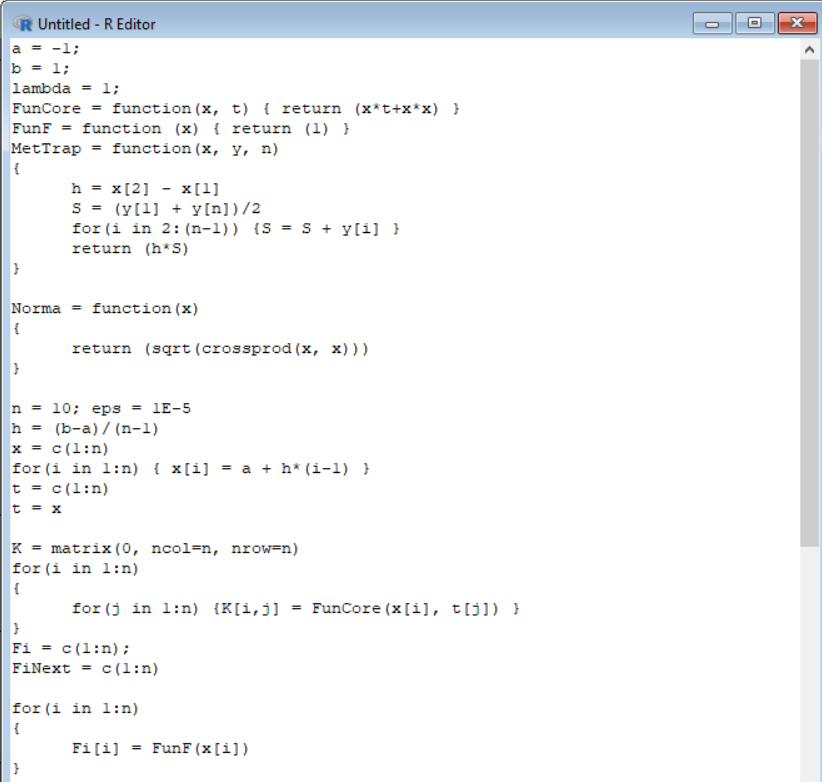 Untitled - R Editor
a = -1;
b = 1;
lambda = 1;
FunCore = function(x, t) { return (x*t+x*x) }
FunF = function (x) { return (1) }
MetTrap = function(x, y, n)
{
h = x[2] - x[1]
S = (y[1] + y[n])/2
for(i in 2:(n-1)) {S = S + y[i] }
return (h*S)
}
Norma = function(x)
{
return (sqrt(crossprod(x, x)))
}
n = 10; eps = 1E-5
h = (b-a)/(n-1)
x = c(1:n)
for(i in 1:n) { x[i] = a + h*(i-1) }
t = c(1:n)
t = x
K = matrix(0, ncol=n, nrow=n)
for(i in 1:n)
{
for(j in 1:n) {K[i,j] = FunCore(x[i], t[j]) }
}
Fi = c(1:n);
FiNext = c(1:n)
for(i in 1:n)
{
Fi[i] = FunF(x[i])
}